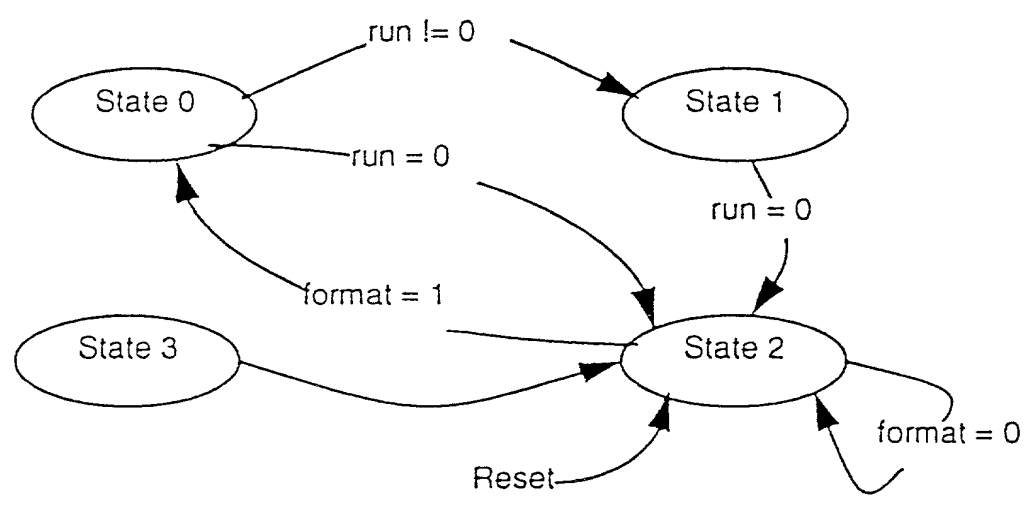 run != 0
State 0
State 1
run = 0
run = 0
format = 1
State 3
State 2
format = 0
Reset